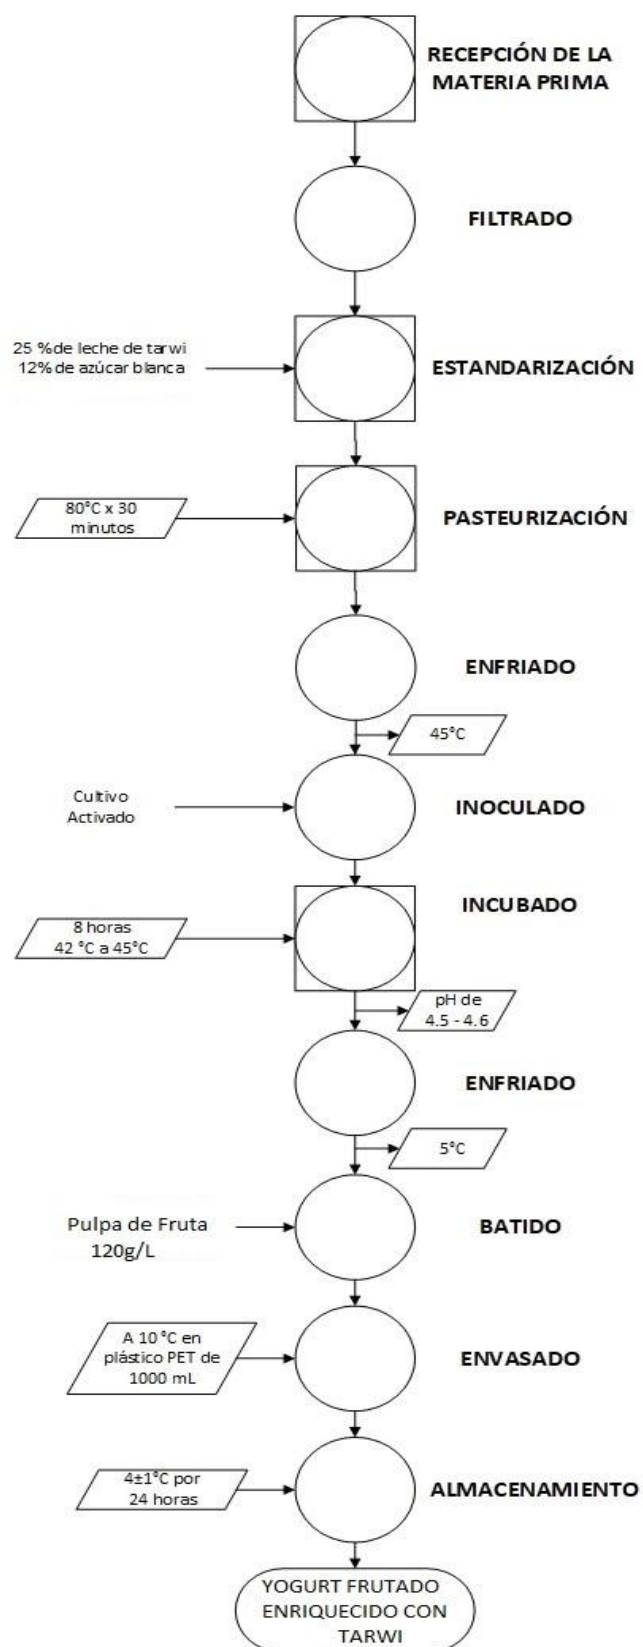 RECEPCIÓN DE LA
MATERIA PRIMA
FILTRADO
25 % de leche de tarwi
12% de azúcar blanca
ESTANDARIZACIÓN
80°C x 30
minutos
PASTEURIZACIÓN
ENFRIADO
45°C
Cultivo
Activado
INOCULADO
INCUBADO
8 horas
42 °C a 45°C
pH de
4.5 - 4.6
ENFRIADO
5°C
Pulpa de Fruta
120g/L
BATIDO
A 10 °C en
plástico PET de
1000 mL
ENVASADO
4±1°C por
24 horas
ALMACENAMIENTO
YOGURT FRUTADO
ENRIQUECIDO CON
TARWI